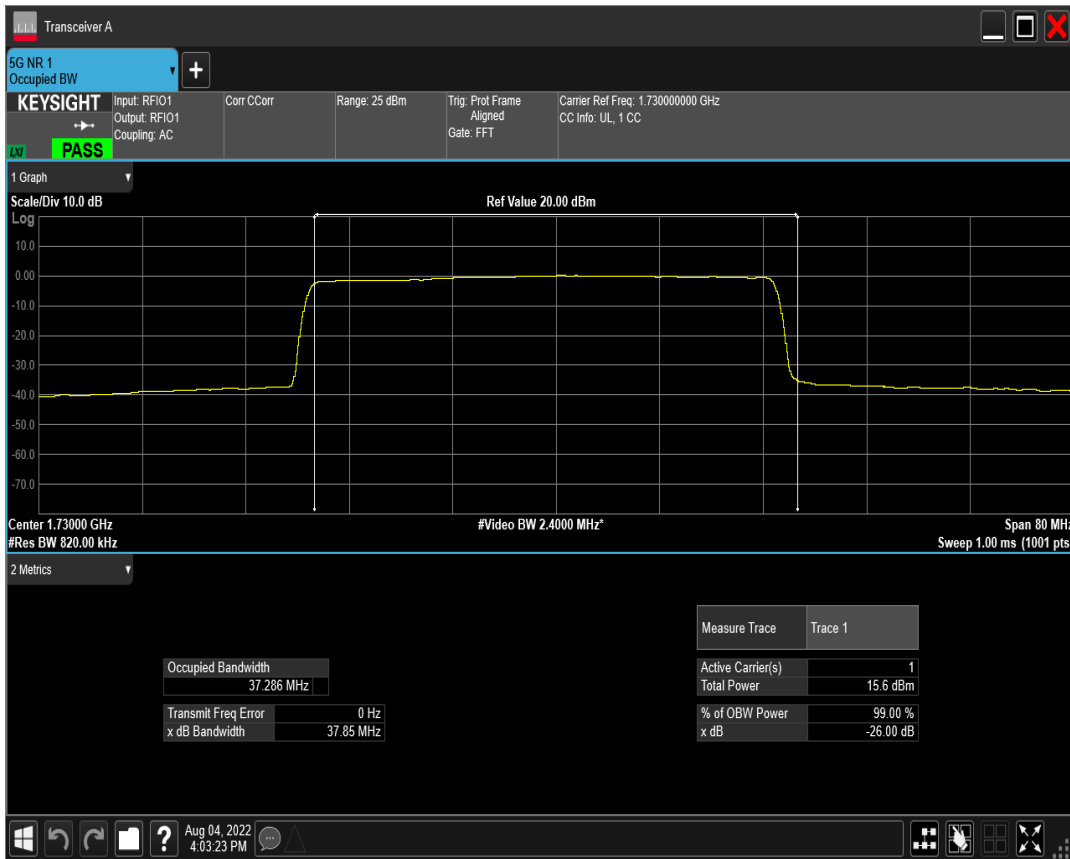 Transceiver A
5G NR 1
Occupied BW
KEYSIGHT
LXI
PASS
Input: RFIO1
Output: RFIO1
Coupling: AC
Corr CCorr
Range: 25 dBm
Trig: Prot Frame
Aligned
Gate: FFT
Carrier Ref Freq: 1.730000000 GHz
CC Info: UL, 1 CC
1 Graph
Scale/Div 10.0 dB
Ref Value 20.00 dBm
Log
10.0
0.00
-10.0
-20.0
-30.0
-40.0
-50.0
-60.0
-70.0
Center 1.73000 GHz
#Video BW 2.4000 MHz*
Span 80 MHz
#Res BW 820.00 kHz
Sweep 1.00 ms (1001 pts
2 Metrics
Measure Trace Trace 1
Occupied Bandwidth
37.286 MHz
Active Carrier(s) 1
Total Power 15.6 dBm
Transmit Freq Error 0 Hz
x dB Bandwidth 37.85 MHz
% of OBW Power 99.00 %
x dB -26.00 dB
?
Aug 04, 2022
4:03:23 PM